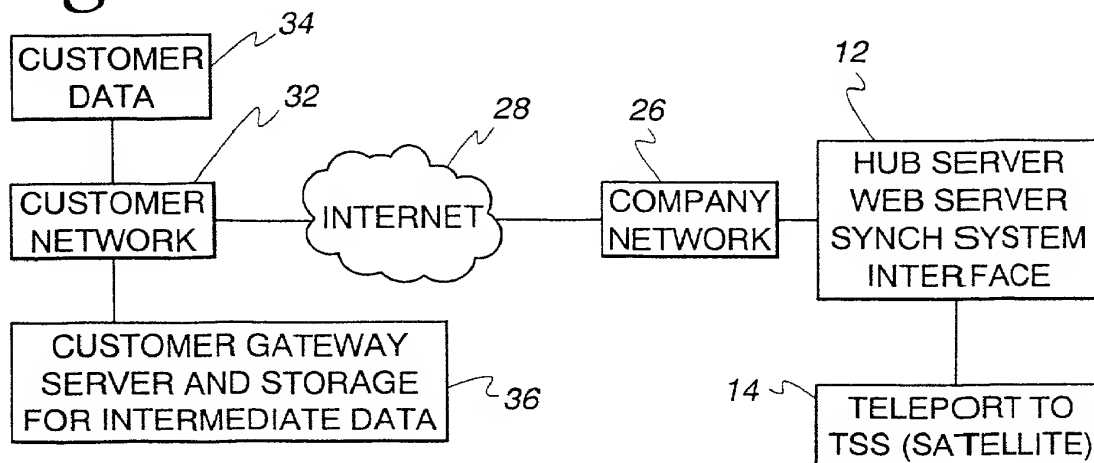 34
CUSTOMER
DATA
32
CUSTOMER
NETWORK
28
INTERNET
26
COMPANY
NETWORK
12
HUB SERVER
WEB SERVER
SYNCH SYSTEM
INTERFACE
CUSTOMER GATEWAY
SERVER AND STORAGE
FOR INTERMEDIATE DATA
36
14
TELEPORT TO
TSS (SATELLITE)